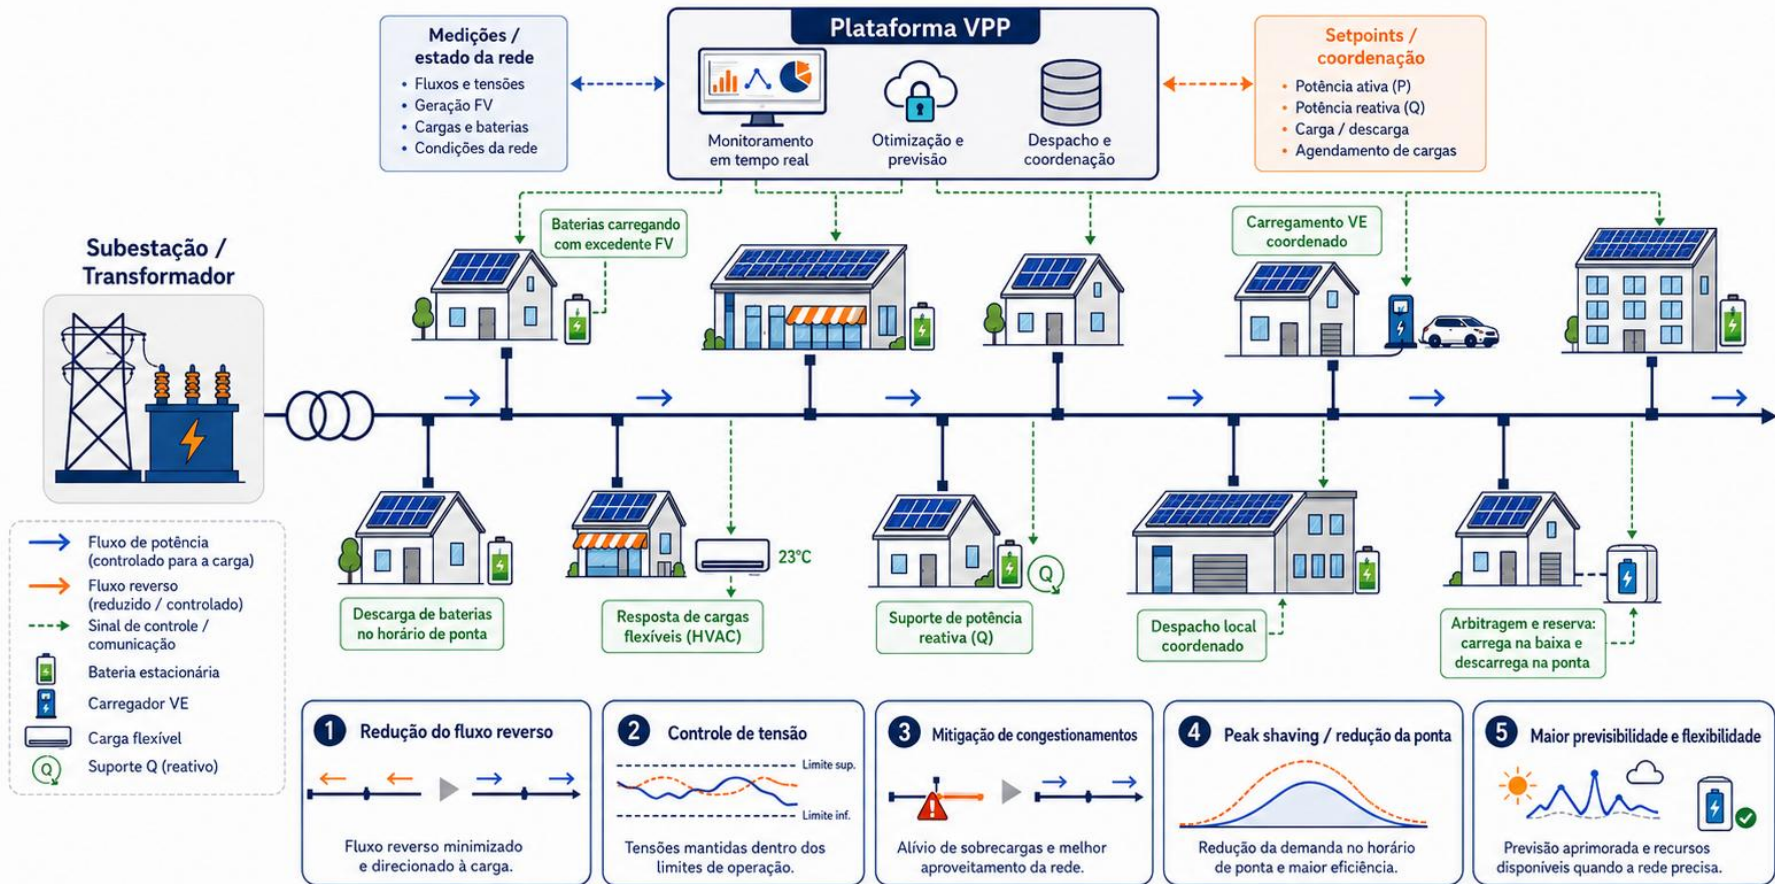 Plataforma VPP
Medições /
estado da rede
• Fluxos e tensões
• Geração FV
• Cargas e baterias
• Condições da rede
Monitoramento
em tempo real
Otimização e
previsão
Despacho e
coordenação
Setpoints /
coordenação
• Potência ativa (P)
• Potência reativa (Q)
• Carga / descarga
• Agendamento de cargas
Baterias carregando
com excedente FV
Carregamento VE
coordenado
Subestação /
Transformador
23°C
Q
Descarga de baterias
no horário de ponta
Resposta de cargas
flexíveis (HVAC)
Suporte de potência
reativa (Q)
Despacho local
coordenado
Arbitragem e reserva:
carrega na baixa e
descarrega na ponta
Fluxo de potência
(controlado para a carga)
Fluxo reverso
(reduzido / controlado)
Sinal de controle /
comunicação
Bateria estacionária
Carregador VE
Carga flexível
Q
Suporte Q (reativo)
1 Redução do fluxo reverso
Fluxo reverso minimizado
e direcionado à carga.
2 Controle de tensão
Limite sup.
Limite inf.
Tensões mantidas dentro dos
limites de operação.
3 Mitigação de congestionamentos
Alívio de sobrecargas e melhor
aproveitamento da rede.
4 Peak shaving / redução da ponta
Redução da demanda no horário
de ponta e maior eficiência.
5 Maior previsibilidade e flexibilidade
Previsão aprimorada e recursos
disponíveis quando a rede precisa.